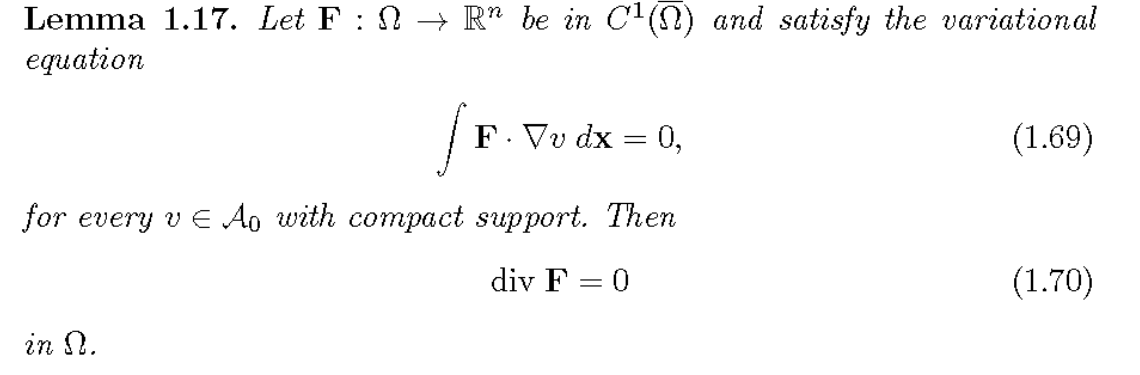 Lemma 1.17. Let F : Ω → ℝⁿ be in C¹(Ω̅) and satisfy the variational
equation
∫ F · ∇v dx = 0, (1.69)
for every v ∈ 𝒜₀ with compact support. Then
div F = 0 (1.70)
in Ω.